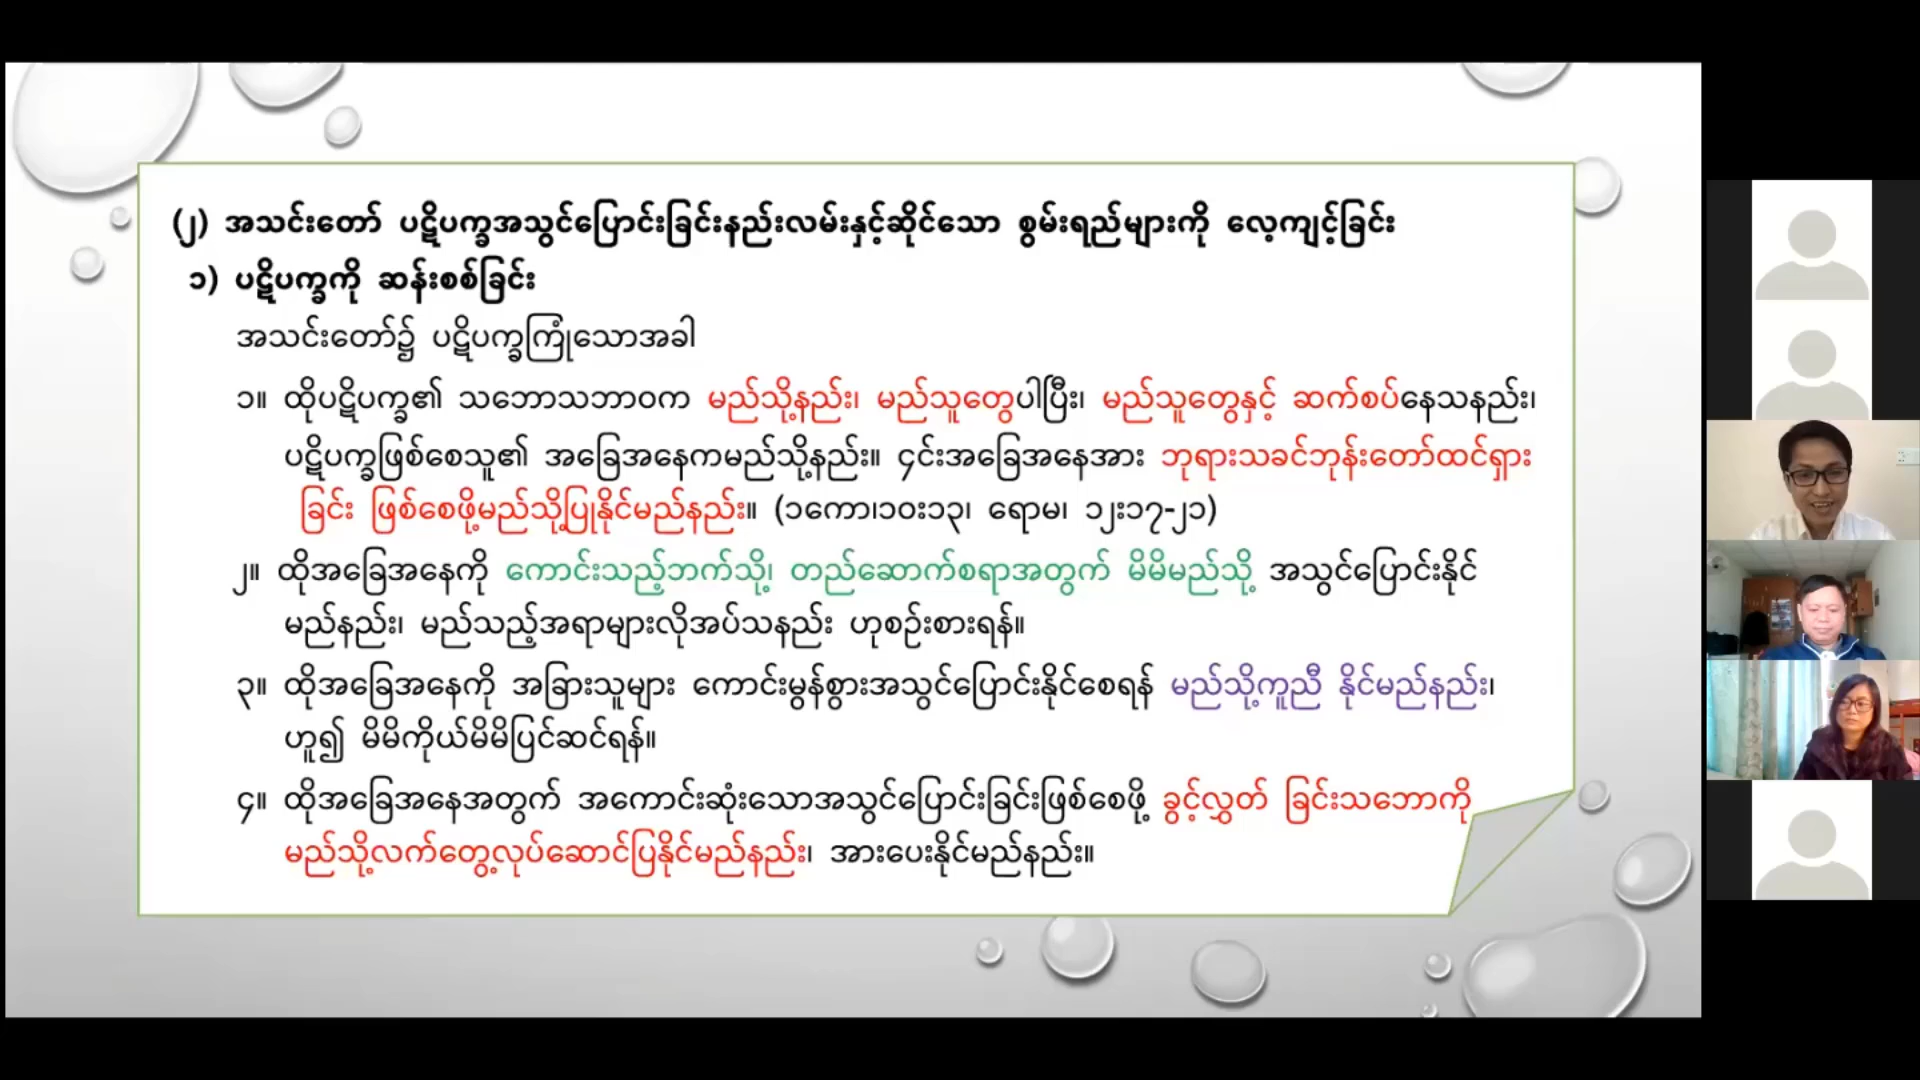 (၂) အသင်းတော် ပဋိပက္ခအသွင်ပြောင်းခြင်းနည်းလမ်းနှင့်ဆိုင်သော စွမ်းရည်များကို လေ့ကျင့်ခြင်း
၁) ပဋိပက္ခကို ဆန်းစစ်ခြင်း
အသင်းတော်၌ ပဋိပက္ခကြုံသောအခါ
၁။ ထိုပဋိပက္ခ၏ သဘောသဘာဝက မည်သို့နည်း၊ မည်သူတွေပါပြီး၊ မည်သူတွေနှင့် ဆက်စပ်နေသနည်း၊
ပဋိပက္ခဖြစ်စေသူ၏ အခြေအနေကမည်သို့နည်း။ ၄င်းအခြေအနေအား ဘုရားသခင်ဘုန်းတော်ထင်ရှား
ခြင်း ဖြစ်စေဖို့မည်သို့ပြုနိုင်မည်နည်း။ (၁ကော၊၁၀း၁၃၊ ရောမ၊ ၁၂း၁၇-၂၁)
၂။ ထိုအခြေအနေကို ကောင်းသည့်ဘက်သို့၊ တည်ဆောက်စရာအတွက် မိမိမည်သို့ အသွင်ပြောင်းနိုင်
မည်နည်း၊ မည်သည့်အရာများလိုအပ်သနည်း ဟုစဉ်းစားရန်။
၃။ ထိုအခြေအနေကို အခြားသူများ ကောင်းမွန်စွာအသွင်ပြောင်းနိုင်စေရန် မည်သို့ကူညီ နိုင်မည်နည်း၊
ဟူ၍ မိမိကိုယ်မိမိပြင်ဆင်ရန်။
၄။ ထိုအခြေအနေအတွက် အကောင်းဆုံးသောအသွင်ပြောင်းခြင်းဖြစ်စေဖို့ ခွင့်လွှတ် ခြင်းသဘောကို
မည်သို့လက်တွေ့လုပ်ဆောင်ပြနိုင်မည်နည်း၊ အားပေးနိုင်မည်နည်း။